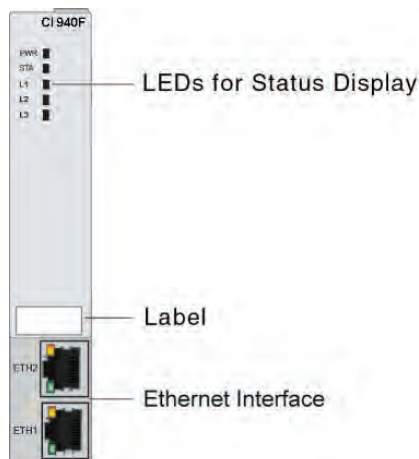 CI 940F
PWR
STA
L1
L2
L3
LEDs for Status Display
Label
ETH2
Ethernet Interface
ETH1